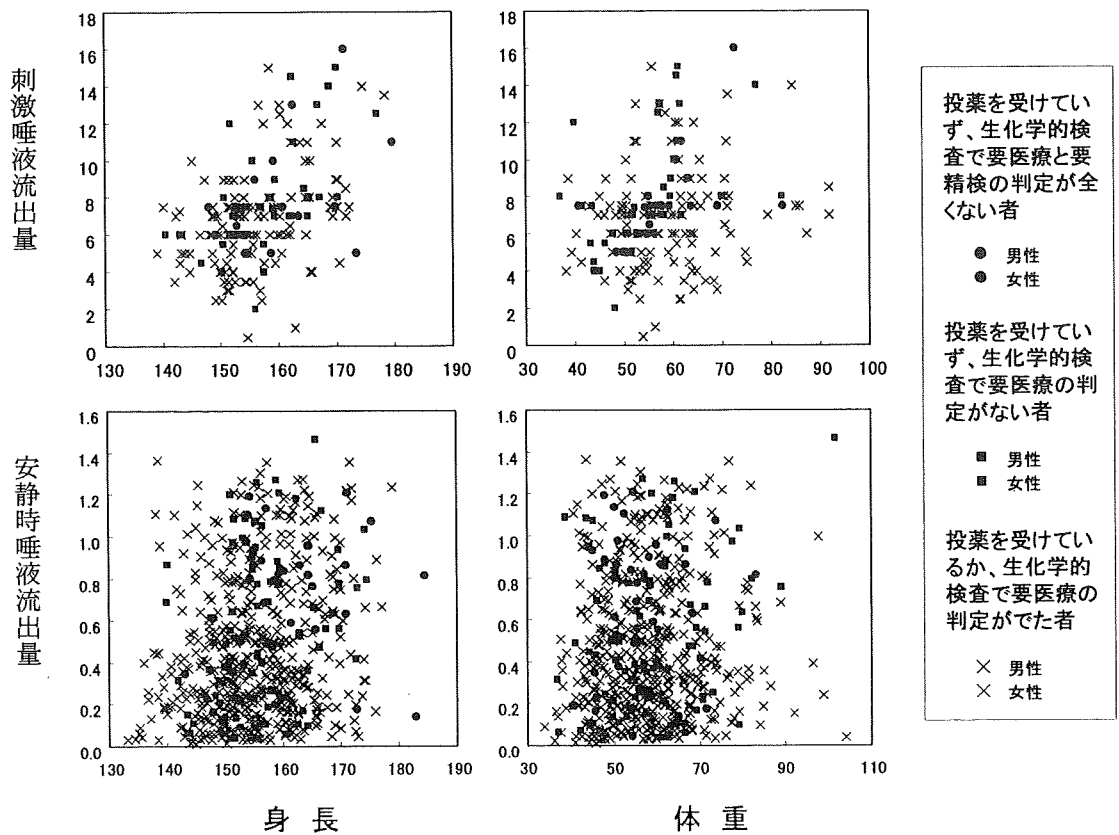 刺激唾液流出量
18
16
14
12
10
8
6
4
2
0
130 140 150 160 170 180 190
18
16
14
12
10
8
6
4
2
0
30 40 50 60 70 80 90 100
安静時唾液流出量
1.6
1.4
1.2
1.0
0.8
0.6
0.4
0.2
0.0
130 140 150 160 170 180 190
1.6
1.4
1.2
1.0
0.8
0.6
0.4
0.2
0.0
30 50 70 90 110
身長
体重
投薬を受けてい
ず、生化学的検
査で要医療と要
精検の判定が全
くない者
男性
女性
投薬を受けてい
ず、生化学的検
査で要医療の判
定がない者
男性
女性
投薬を受けてい
るか、生化学的
検査で要医療の
判定がでた者
男性
女性